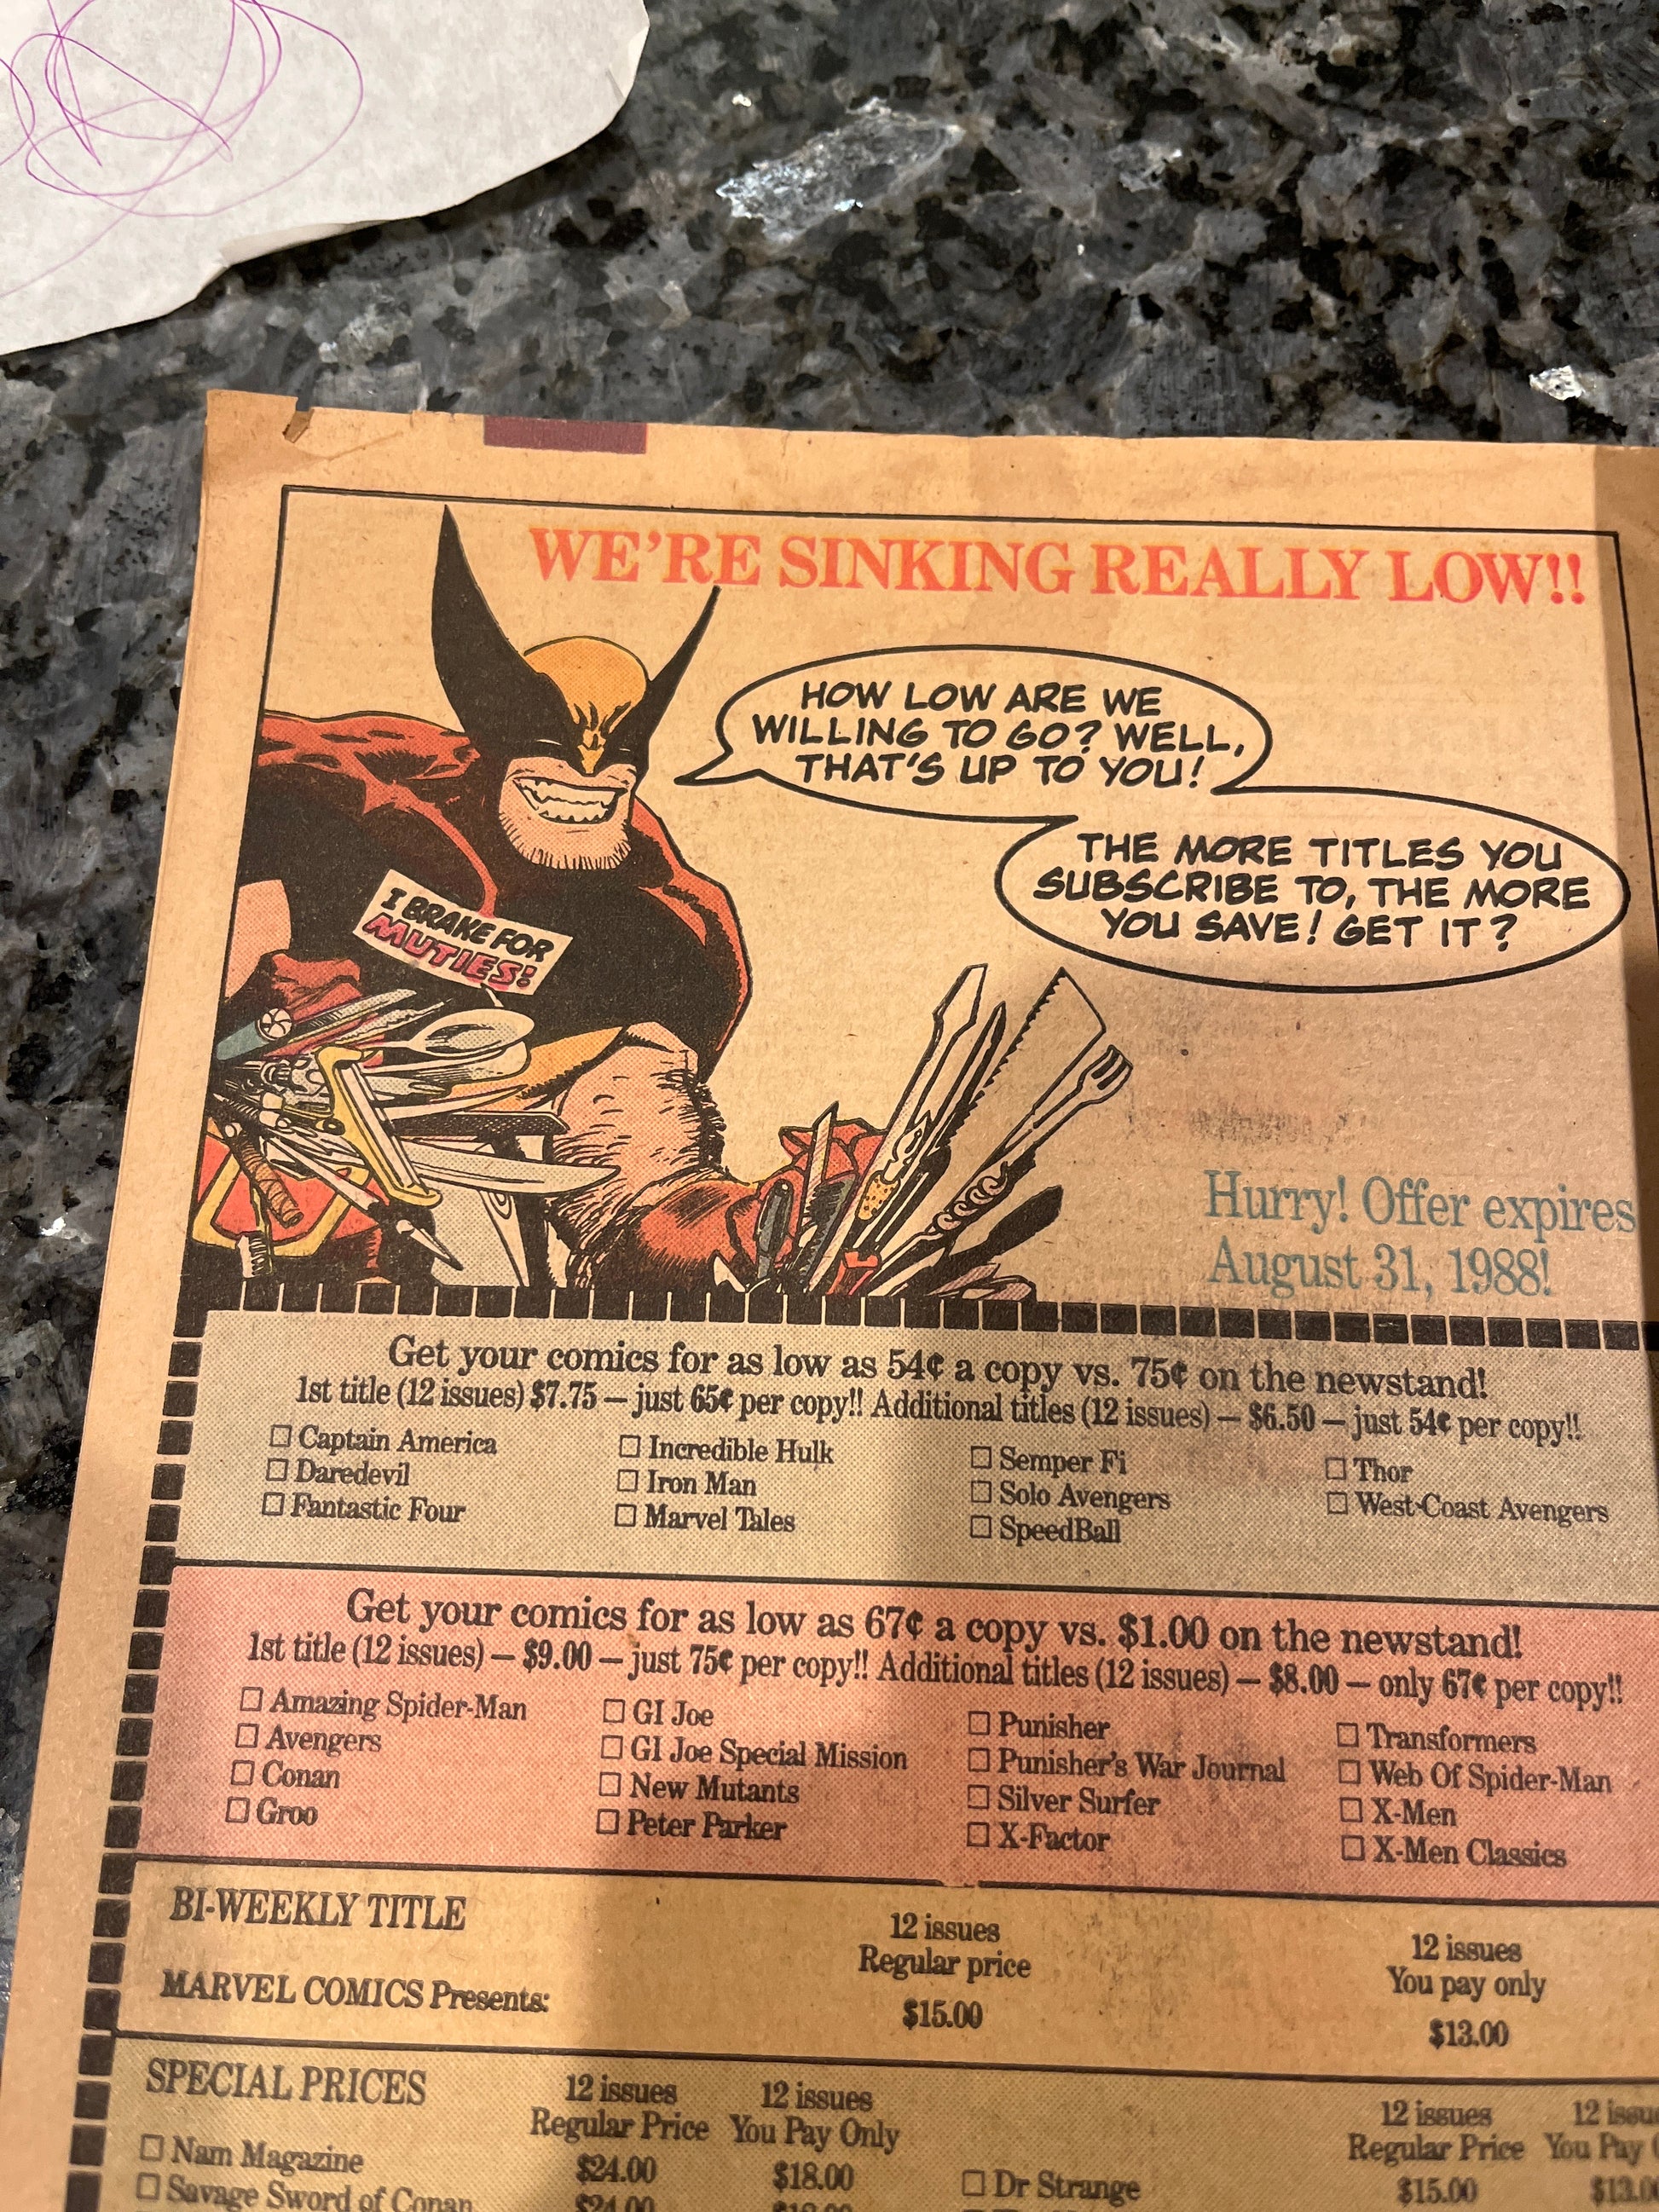 WE'RE SINKING REALLY LOW!!
HOW LOW ARE WE
WILLING TO GO? WELL,
THAT'S UP TO YOU!
THE MORE TITLES YOU
SUBSCRIBE TO, THE MORE
YOU SAVE! GET IT?
I BRAKE FOR
MUTIES!
Hurry! Offer expires
August 31, 1988!
Get your comics for as low as 54¢ a copy vs. 75¢ on the newstand!
1st title (12 issues) $7.75 — just 65¢ per copy!! Additional titles (12 issues) — $6.50 — just 54¢ per copy!!
☐ Captain America
☐ Daredevil
☐ Fantastic Four
☐ Incredible Hulk
☐ Iron Man
☐ Marvel Tales
☐ Semper Fi
☐ Solo Avengers
☐ SpeedBall
☐ Thor
☐ West Coast Avengers
Get your comics for as low as 67¢ a copy vs. $1.00 on the newstand!
1st title (12 issues) — $9.00 — just 75¢ per copy!! Additional titles (12 issues) — $8.00 — only 67¢ per copy!!
☐ Amazing Spider-Man
☐ Avengers
☐ Conan
☐ Groo
☐ GI Joe
☐ GI Joe Special Mission
☐ New Mutants
☐ Peter Parker
☐ Punisher
☐ Punisher's War Journal
☐ Silver Surfer
☐ X-Factor
☐ Transformers
☐ Web Of Spider-Man
☐ X-Men
☐ X-Men Classics
BI-WEEKLY TITLE
12 issues
Regular price
12 issues
You pay only
MARVEL COMICS Presents:
$15.00
$13.00
SPECIAL PRICES
12 issues
Regular Price
12 issues
You Pay Only
12 issues
Regular Price
12
You Pay
☐ Nam Magazine $24.00 $18.00
☐ Dr Strange $15.00 $13.00
☐ Savage Sword of Conan $24.00